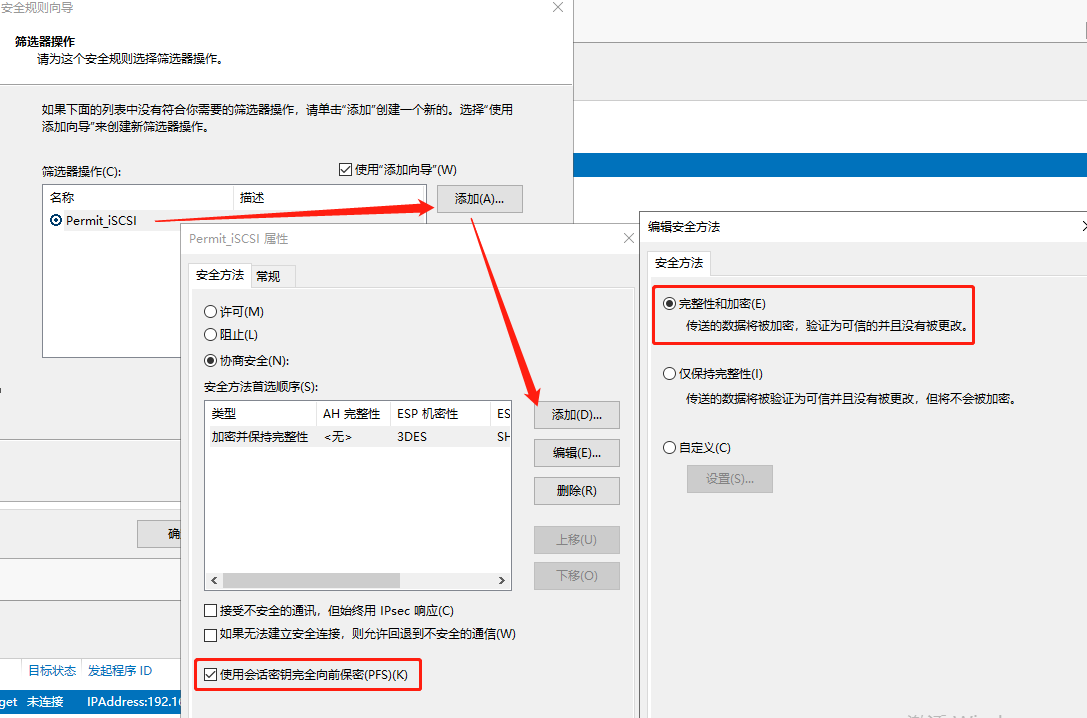 安全规则向导
筛选器操作
请为这个安全规则选择筛选器操作。
如果下面的列表中没有符合你需要的筛选器操作，请单击“添加”创建一个新的。选择“使用
添加向导”来创建新筛选器操作。
筛选器操作(C):
使用“添加向导”(W)
名称
描述
添加(A)...
Permit_iSCSI
Permit_iSCSI 属性
安全方法
常规
许可(M)
阻止(L)
协商安全(N):
安全方法首选顺序(S):
类型
AH 完整性
ESP 机密性
ES
加密并保持完整性
<无>
3DES
SH
添加(D)...
编辑(E)...
删除(R)
上移(U)
下移(O)
接受不安全的通讯，但始终用 IPsec 响应(C)
如果无法建立安全连接，则允许回退到不安全的通信(W)
使用会话密钥完全向前保密(PFS)(K)
编辑安全方法
安全方法
完整性和加密(E)
传送的数据将被加密，验证为可信的并且没有被更改。
仅保持完整性(I)
传送的数据将被验证为可信并且没有被更改，但将不会被加密。
自定义(C)
设置(S)...
确
目标状态
发起程序 ID
get
未连接
IPAddress:192.16